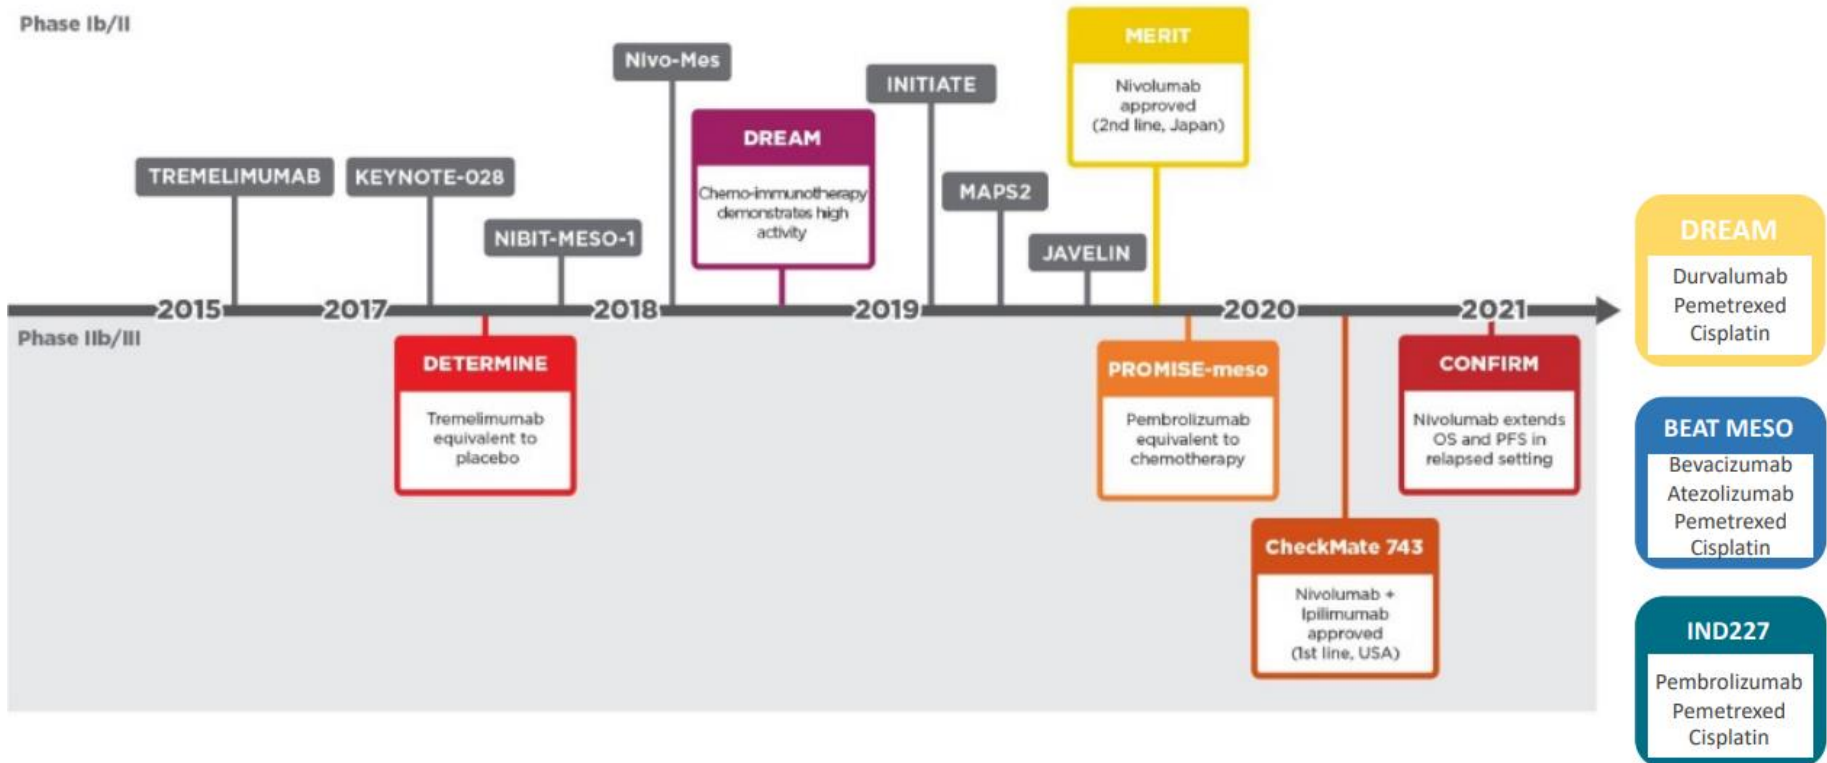 Phase Ib/II
TREMELIMUMAB
KEYNOTE-028
NIBIT-MESO-1
Nivo-Mes
DREAM
Chemo-immunotherapy
demonstrates high
activity
INITIATE
MAPS2
JAVELIN
MERIT
Nivolumab
approved
(2nd line, Japan)
2015
2017
2018
2019
2020
2021
Phase IIb/III
DETERMINE
Tremelimumab
equivalent to
placebo
PROMISE-meso
Pembrolizumab
equivalent to
chemotherapy
CheckMate 743
Nivolumab +
Ipilimumab
approved
(1st line, USA)
CONFIRM
Nivolumab extends
OS and PFS in
relapsed setting
DREAM
Durvalumab
Pemetrexed
Cisplatin
BEAT MESO
Bevacizumab
Atezolizumab
Pemetrexed
Cisplatin
IND227
Pembrolizumab
Pemetrexed
Cisplatin